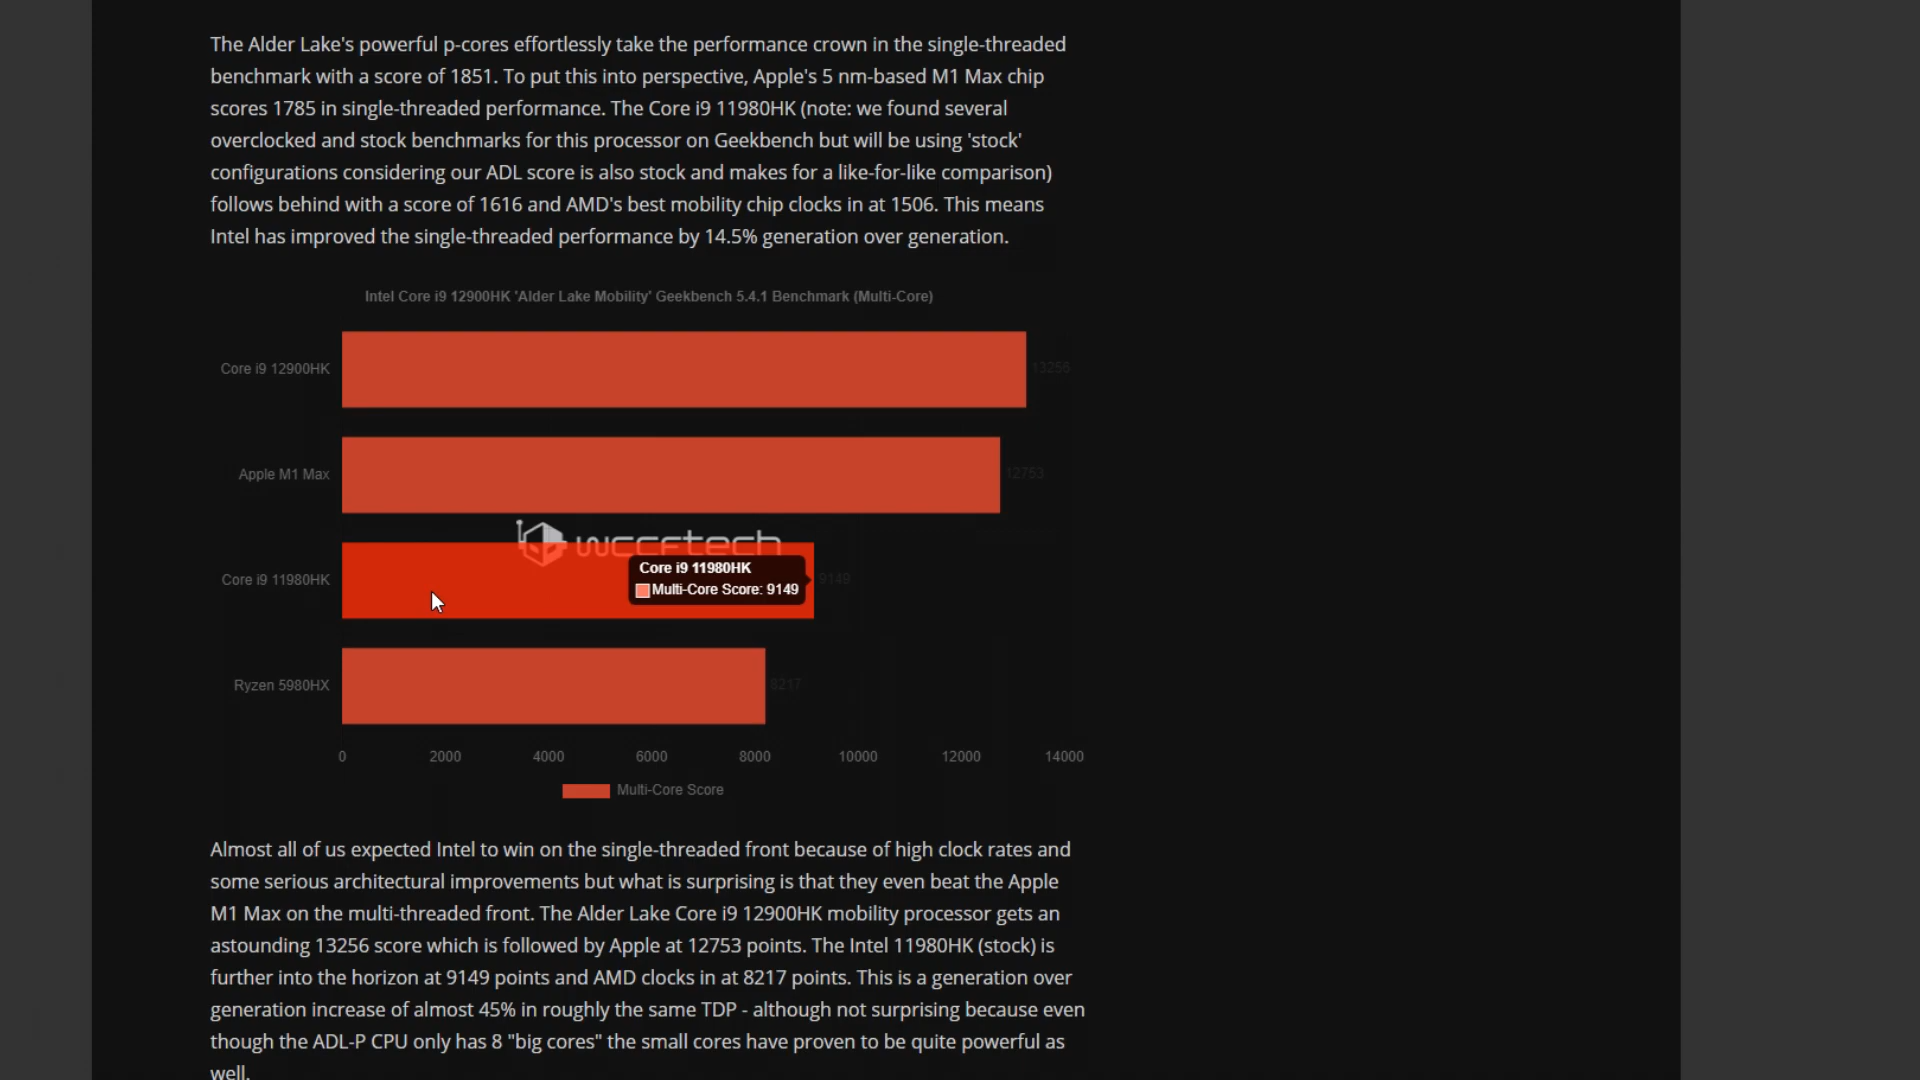 The Alder Lake's powerful p-cores effortlessly take the performance crown in the single-threaded
benchmark with a score of 1851. To put this into perspective, Apple's 5 nm-based M1 Max chip
scores 1785 in single-threaded performance. The Core i9 11980HK (note: we found several
overclocked and stock benchmarks for this processor on Geekbench but will be using 'stock'
configurations considering our ADL score is also stock and makes for a like-for-like comparison)
follows behind with a score of 1616 and AMD's best mobility chip clocks in at 1506. This means
Intel has improved the single-threaded performance by 14.5% generation over generation.
Intel Core i9 12900HK 'Alder Lake Mobility' Geekbench 5.4.1 Benchmark (Multi-Core)
Core i9 12900HK
13256
Apple M1 Max
12753
wccftech
Core i9 11980HK
Core i9 11980HK
Multi-Core Score: 9149
9149
Ryzen 5980HX
8217
0 2000 4000 6000 8000 10000 12000 14000
Multi-Core Score
Almost all of us expected Intel to win on the single-threaded front because of high clock rates and
some serious architectural improvements but what is surprising is that they even beat the Apple
M1 Max on the multi-threaded front. The Alder Lake Core i9 12900HK mobility processor gets an
astounding 13256 score which is followed by Apple at 12753 points. The Intel 11980HK (stock) is
further into the horizon at 9149 points and AMD clocks in at 8217 points. This is a generation over
generation increase of almost 45% in roughly the same TDP - although not surprising because even
though the ADL-P CPU only has 8 "big cores" the small cores have proven to be quite powerful as
well.